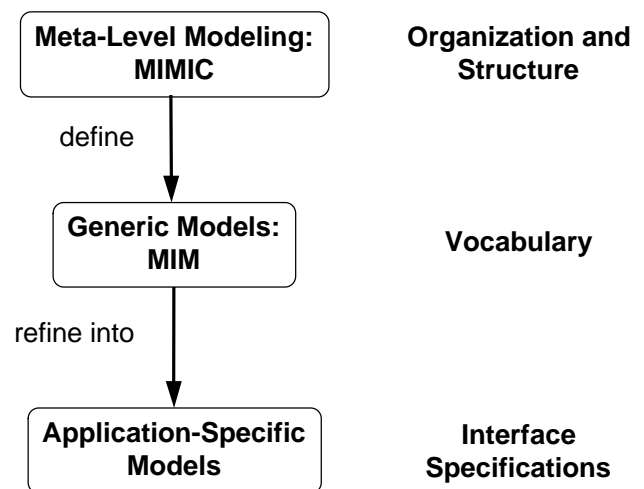 Meta-Level Modeling:
MIMIC
Organization and
Structure
define
Generic Models:
MIM
Vocabulary
refine into
Application-Specific
Models
Interface
Specifications